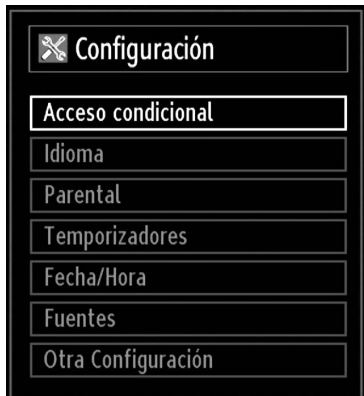 Configuración
Acceso condicional
Idioma
Parental
Temporizadores
Fecha/Hora
Fuentes
Otra Configuración